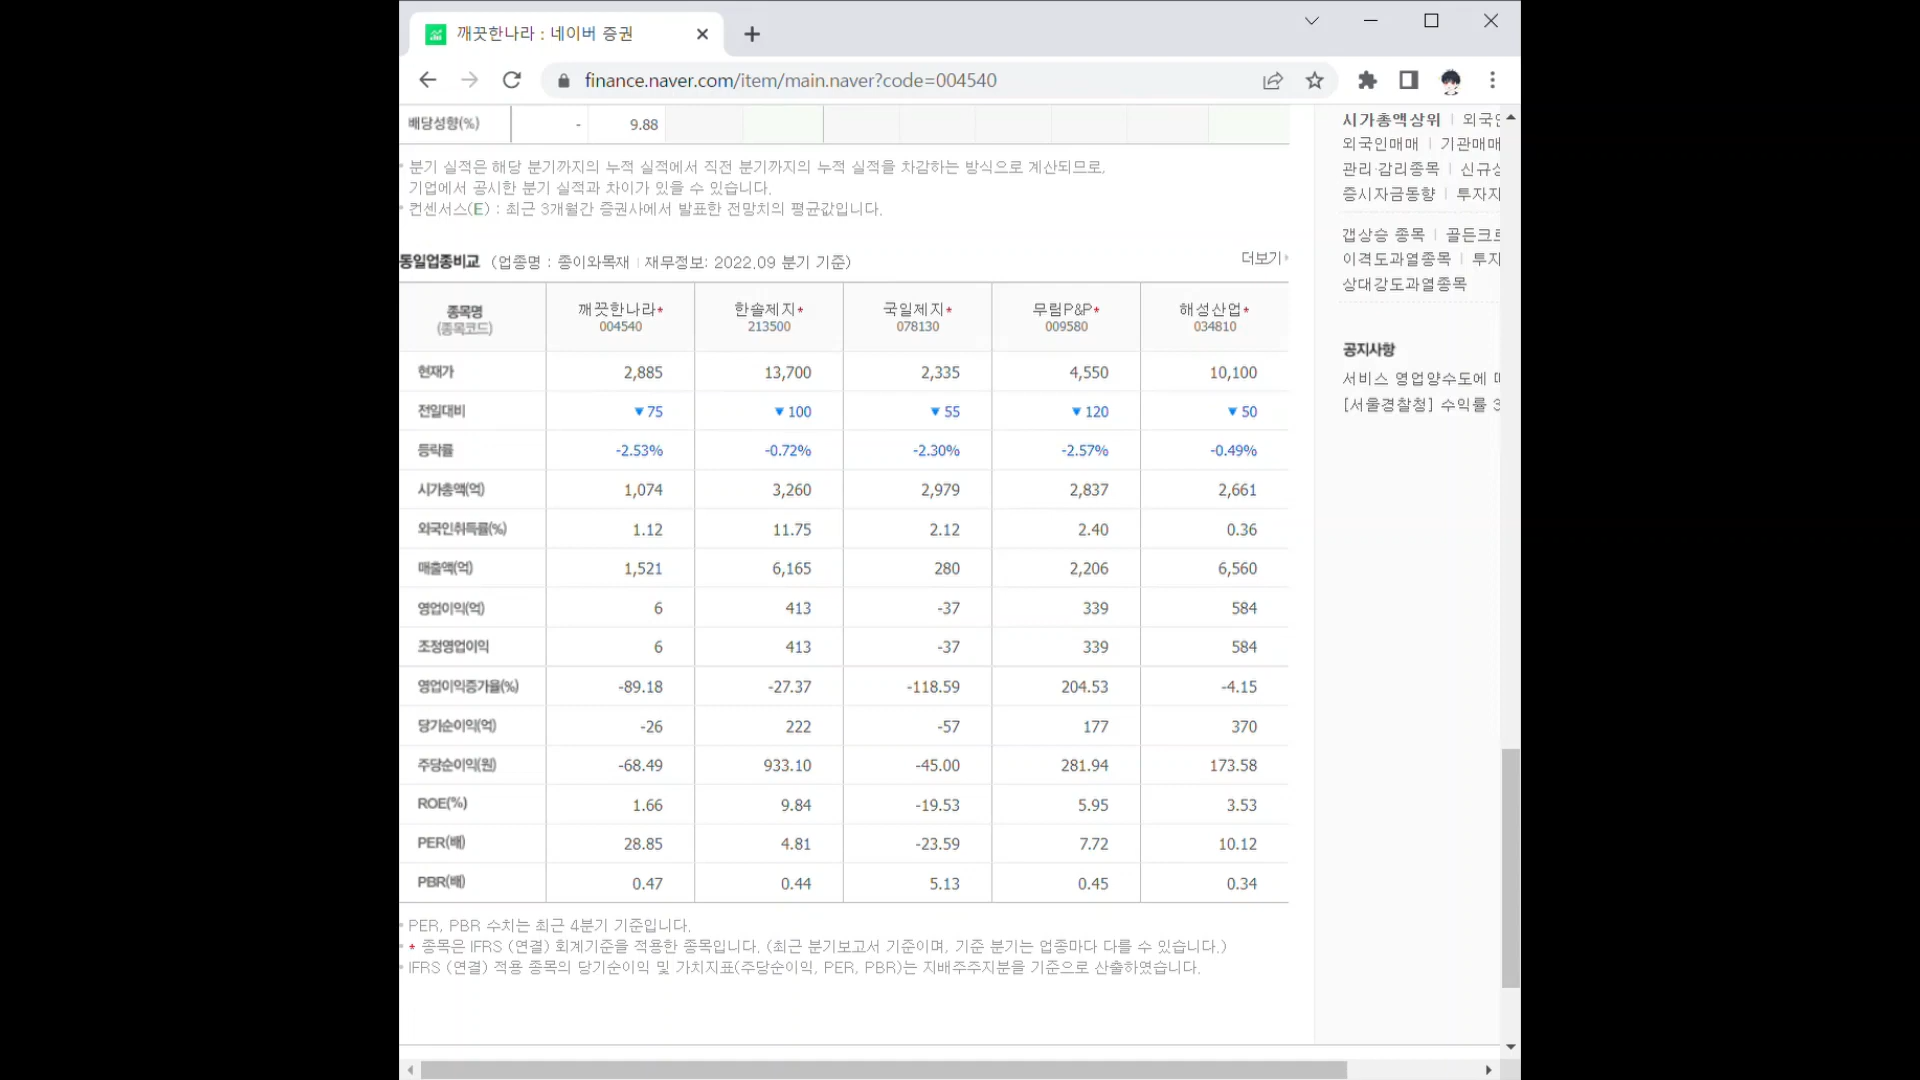 깨끗한나라 : 네이버 증권
finance.naver.com/item/main.naver?code=004540
배당성향(%) - 9.88
분기 실적은 해당 분기까지의 누적 실적에서 직전 분기까지의 누적 실적을 차감하는 방식으로 계산되므로,
기업에서 공시한 분기 실적과 차이가 있을 수 있습니다.
컨센서스(E) : 최근 3개월간 증권사에서 발표한 전망치의 평균값입니다.
동일업종비교 (업종명 : 종이와목재 | 재무정보: 2022.09 분기 기준) 더보기
종목명 깨끗한나라* 한솔제지* 국일제지* 무림P&P* 해성산업*
(종목코드) 004540 213500 078130 009580 034810
현재가 2,885 13,700 2,335 4,550 10,100
전일대비 ▼75 ▼100 ▼55 ▼120 ▼50
등락률 -2.53% -0.72% -2.30% -2.57% -0.49%
시가총액(억) 1,074 3,260 2,979 2,837 2,661
외국인취득률(%) 1.12 11.75 2.12 2.40 0.36
매출액(억) 1,521 6,165 280 2,206 6,560
영업이익(억) 6 413 -37 339 584
조정영업이익 6 413 -37 339 584
영업이익증가율(%) -89.18 -27.37 -118.59 204.53 -4.15
당기순이익(억) -26 222 -57 177 370
주당순이익(원) -68.49 933.10 -45.00 281.94 173.58
ROE(%) 1.66 9.84 -19.53 5.95 3.53
PER(배) 28.85 4.81 -23.59 7.72 10.12
PBR(배) 0.47 0.44 5.13 0.45 0.34
PER, PBR 수치는 최근 4분기 기준입니다.
* 종목은 IFRS (연결) 회계기준을 적용한 종목입니다. (최근 분기보고서 기준이며, 기준 분기는 업종마다 다를 수 있습니다.)
IFRS (연결) 적용 종목의 당기순이익 및 가치지표(주당순이익, PER, PBR)는 지배주주지분을 기준으로 산출하였습니다.
시가총액상위 |
외국인매매 | 기관매매
관리·감리종목 |
증시자금동향 |
갭상승 종목 |
이격도과열종목 |
상대강도과열종목
공지사항
서비스 영업양수도에
[서울경찰청] 수익률